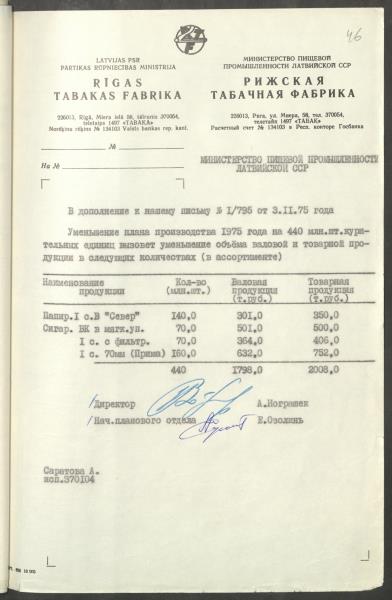 46
LATVIJAS PSR
PĀRTIKAS RŪPNIECĪBAS MINISTRIJA
RĪGAS
TABAKAS FABRIKA
226013, Rīgā, Miera ielā 58, tālrunis 370054,
teletaips 1497 «TABAKA»
Norēķinu rēķins № 134103 Valsts bankas rep. kant.
МИНИСТЕРСТВО ПИЩЕВОЙ
ПРОМЫШЛЕННОСТИ ЛАТВИЙСКОЙ ССР
РИЖСКАЯ
ТАБАЧНАЯ ФАБРИКА
226013, Рига, ул. Миера, 58, тел. 370054,
телетайп 1497 «ТАБАКА»
Расчетный счет № 134103 в Респ. конторе Госбанка
№
На №
МИНИСТЕРСТВО ПИЩЕВОЙ ПРОМЫШЛЕННОСТИ
ЛАТВИЙСКОЙ ССР
В дополнение к нашему письму № I/795 от 3.II.75 года
Уменьшение плана производства 1975 года на 440 млн.шт.кури-
тельных единиц вызовет уменьшение объёма валовой и товарной про-
дукции в следующих количествах (в ассортименте)
Наименование Кол-во Валовая Товарная
продукции (млн.шт.) продукция продукция
(т.руб.) (т.руб.)
Папир.I с.В "Север" 140,0 301,0 350,0
Сигар. ВК в мягк.уп. 70,0 501,0 500,0
I с. с фильтр. 70,0 364,0 406,0
I с. 70мм (Прима) 160,0 632,0 752,0
440 1798,0 2008,0
Директор А.Нограшек
Нач.планового отдела Е.Озолинь
Саратова А.
исп.370104